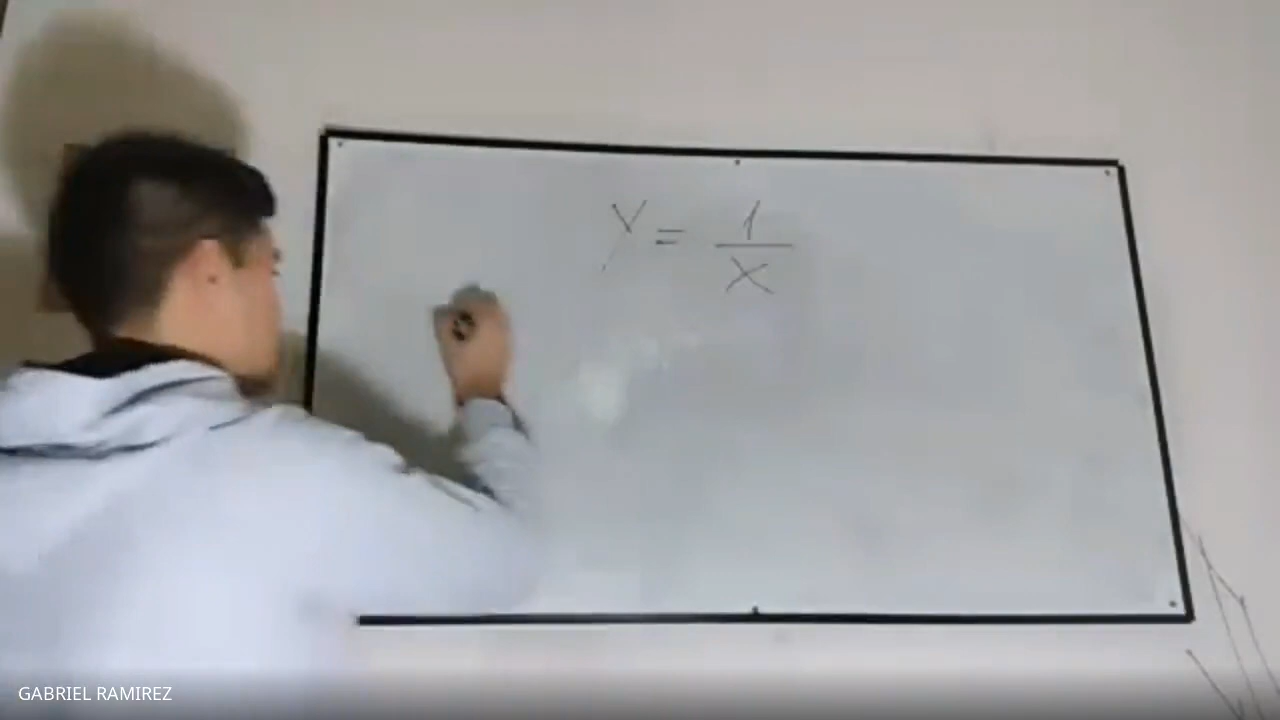 y = 1/x
GABRIEL RAMIREZ